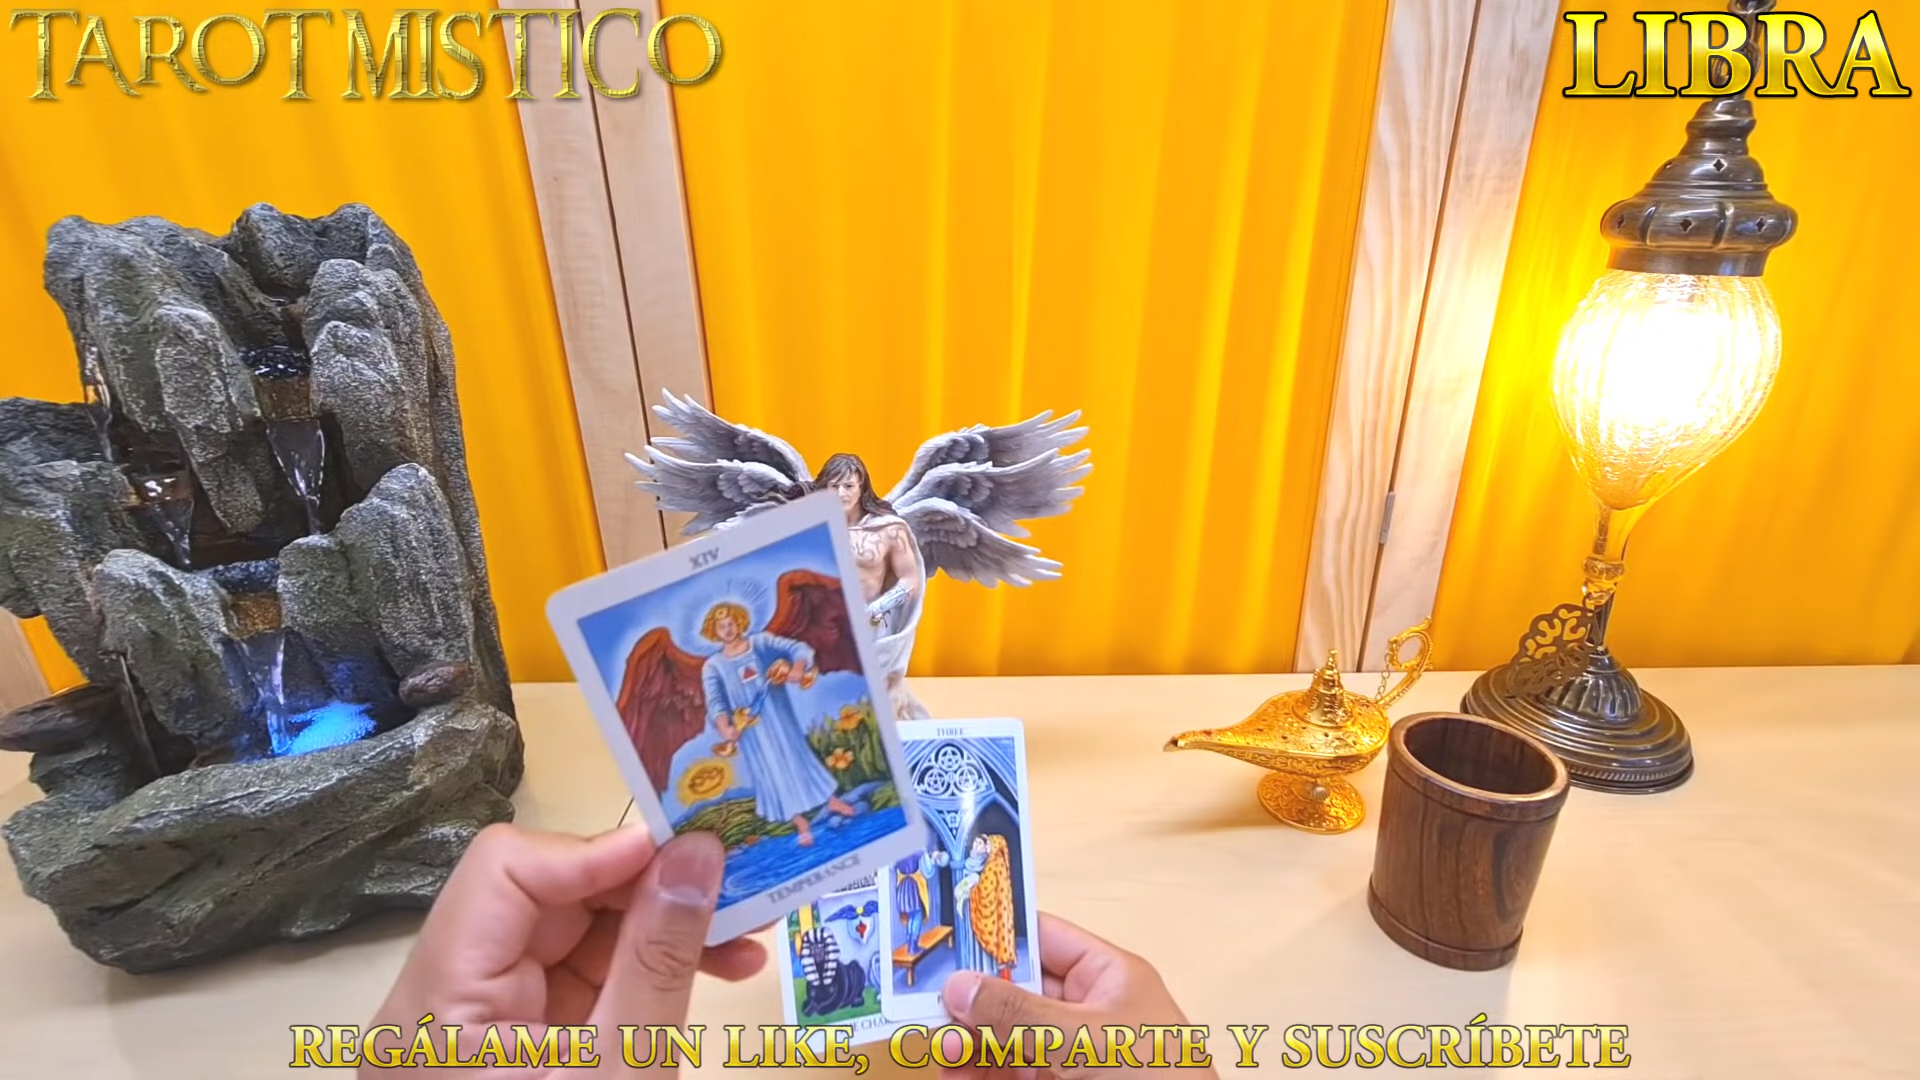 TAROT MISTICO
LIBRA
XIV
TEMPERANCE
THREE
REGÁLAME UN LIKE, COMPARTE Y SUSCRÍBETE